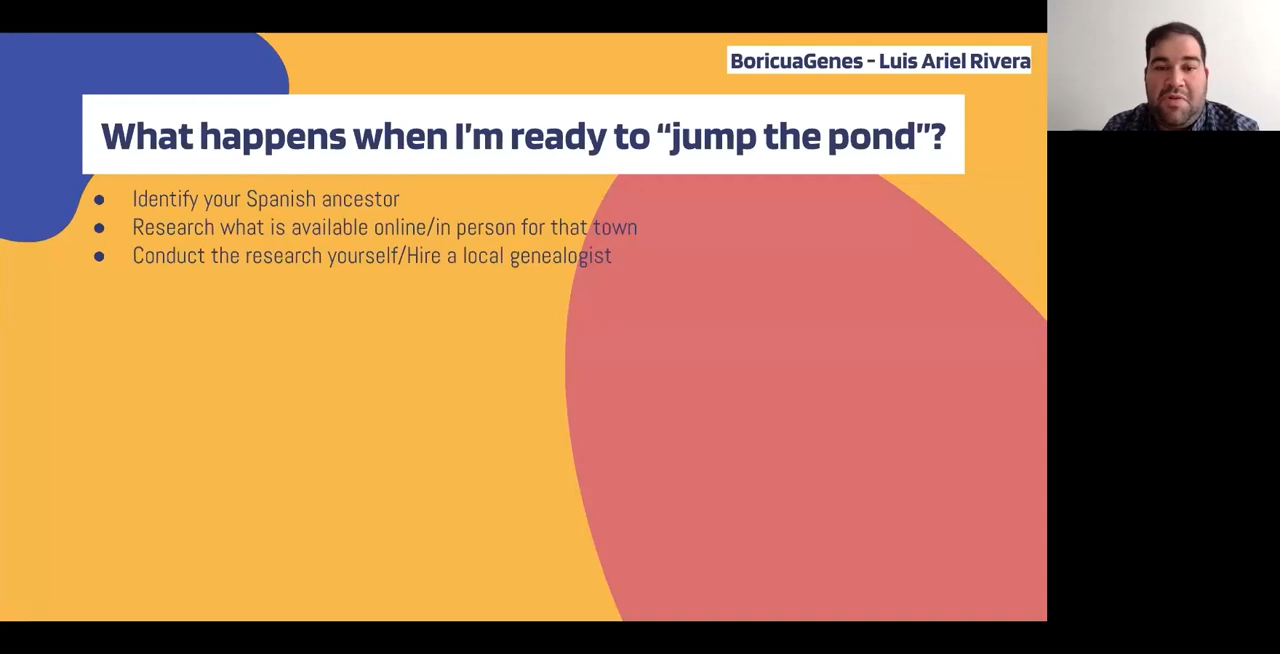 BoricuaGenes - Luis Ariel Rivera
What happens when I'm ready to “jump the pond”?
● Identify your Spanish ancestor
● Research what is available online/in person for that town
● Conduct the research yourself/Hire a local genealogist